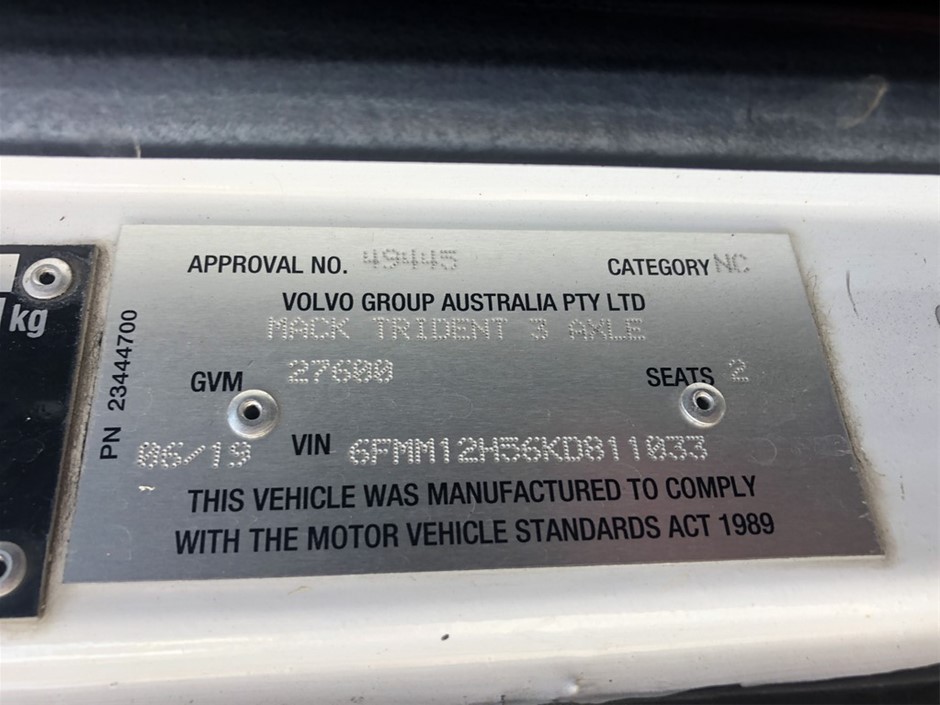 kg
APPROVAL NO. 49445 CATEGORY NC
VOLVO GROUP AUSTRALIA PTY LTD
MACK TRIDENT 3 AXLE
GVM 27600 SEATS 2
PN 23444700
06/19 VIN 6FMM12H56KD811033
THIS VEHICLE WAS MANUFACTURED TO COMPLY
WITH THE MOTOR VEHICLE STANDARDS ACT 1989